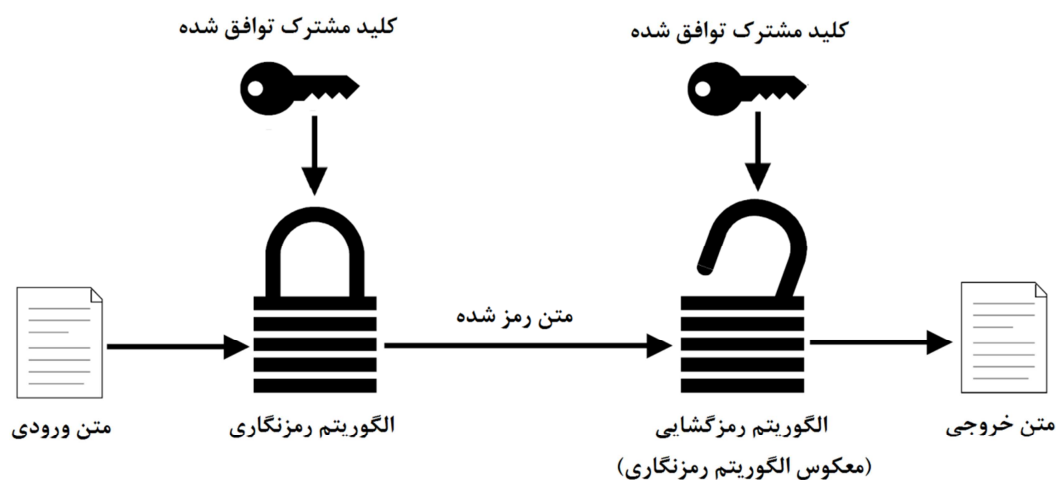 کلید مشترک توافق شده
کلید مشترک توافق شده
متن رمز شده
متن ورودی
الگوریتم رمزنگاری
الگوریتم رمزگشایی
(معکوس الگوریتم رمزنگاری)
متن خروجی